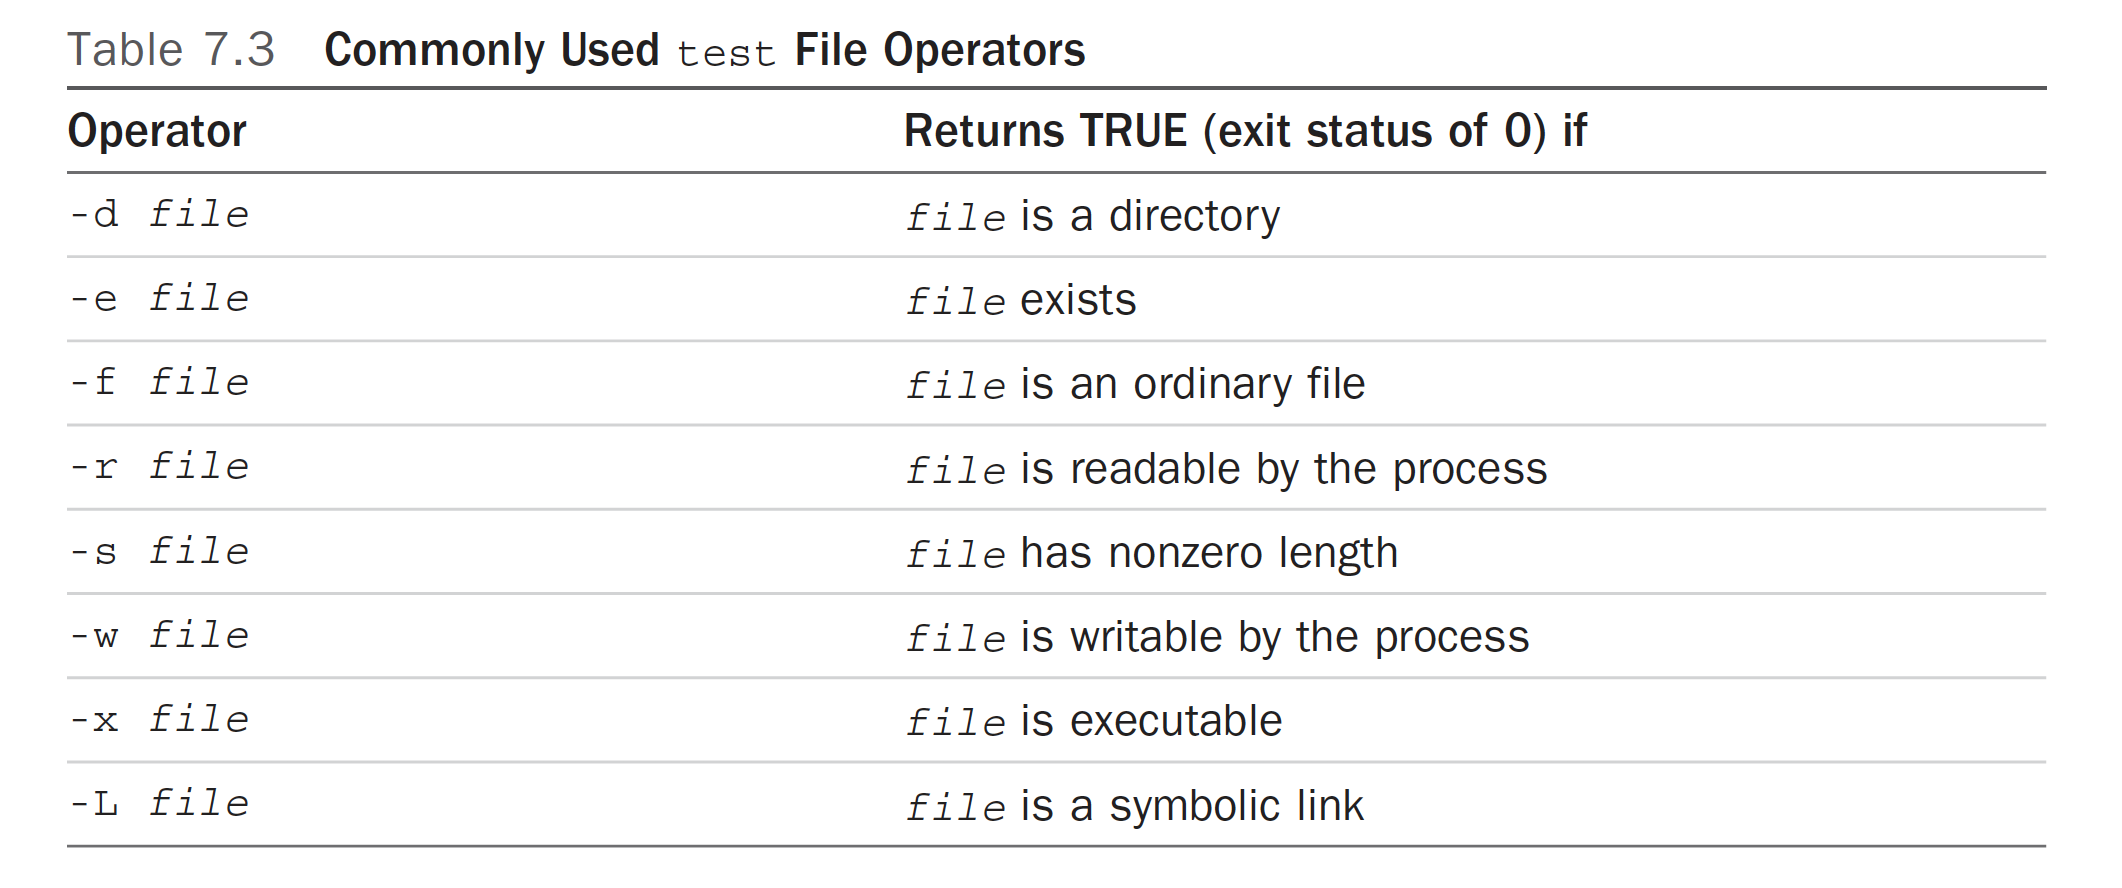 Table 7.3 Commonly Used test File Operators
Operator Returns TRUE (exit status of 0) if
-d file file is a directory
-e file file exists
-f file file is an ordinary file
-r file file is readable by the process
-s file file has nonzero length
-w file file is writable by the process
-x file file is executable
-L file file is a symbolic link